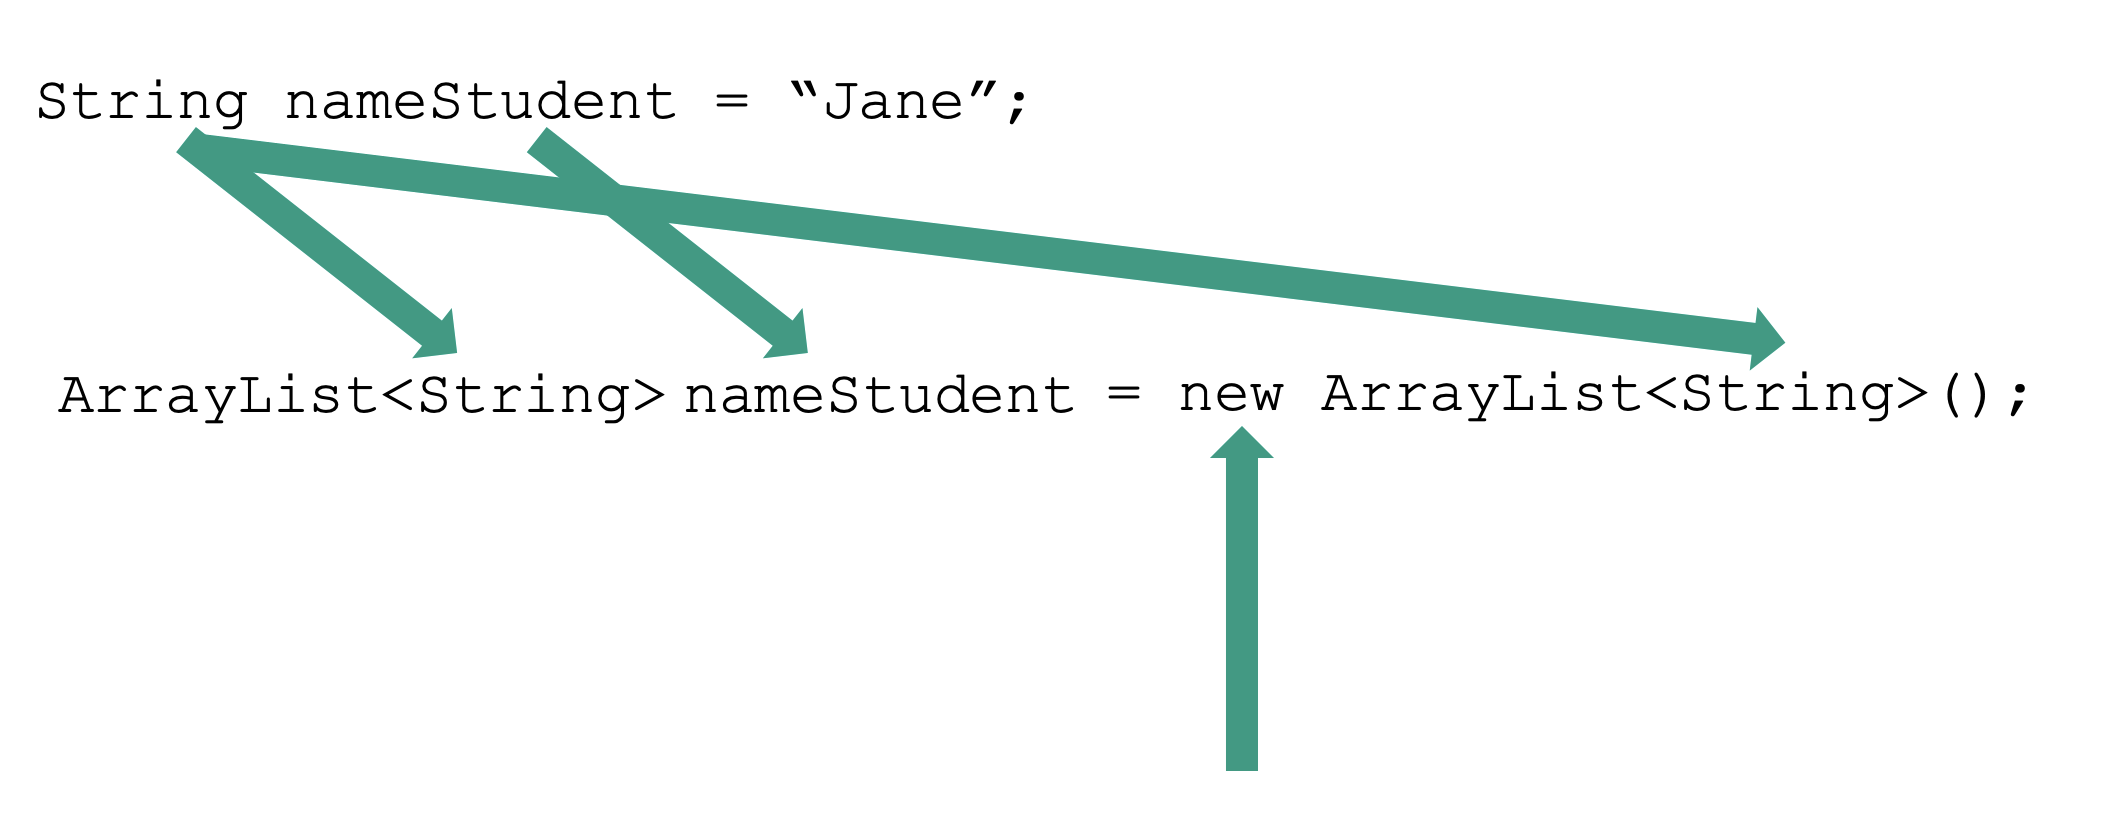 String nameStudent = “Jane”;
ArrayList<String> nameStudent = new ArrayList<String>();